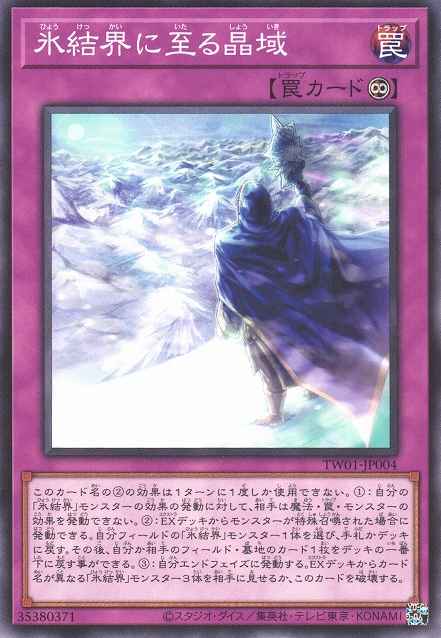 氷結界に至る晶域
罠
【罠カード】
TW01-JP004
このカード名の②の効果は1ターンに1度しか使用できない。①：自分の
「氷結界」モンスターの効果の発動に対して、相手は魔法・罠・モンスターの
効果を発動できない。②：EXデッキからモンスターが特殊召喚された場合に
発動できる。自分フィールドの「氷結界」モンスター1体を選び、手札かデッキ
に戻す。その後、自分か相手のフィールド・墓地のカード1枚をデッキの一番
下に戻す事ができる。③：自分エンドフェイズに発動する。EXデッキからカード
名が異なる「氷結界」モンスター3体を相手に見せるか、このカードを破壊する。
35380371
©スタジオ・ダイス／集英社・テレビ東京・KONAMI